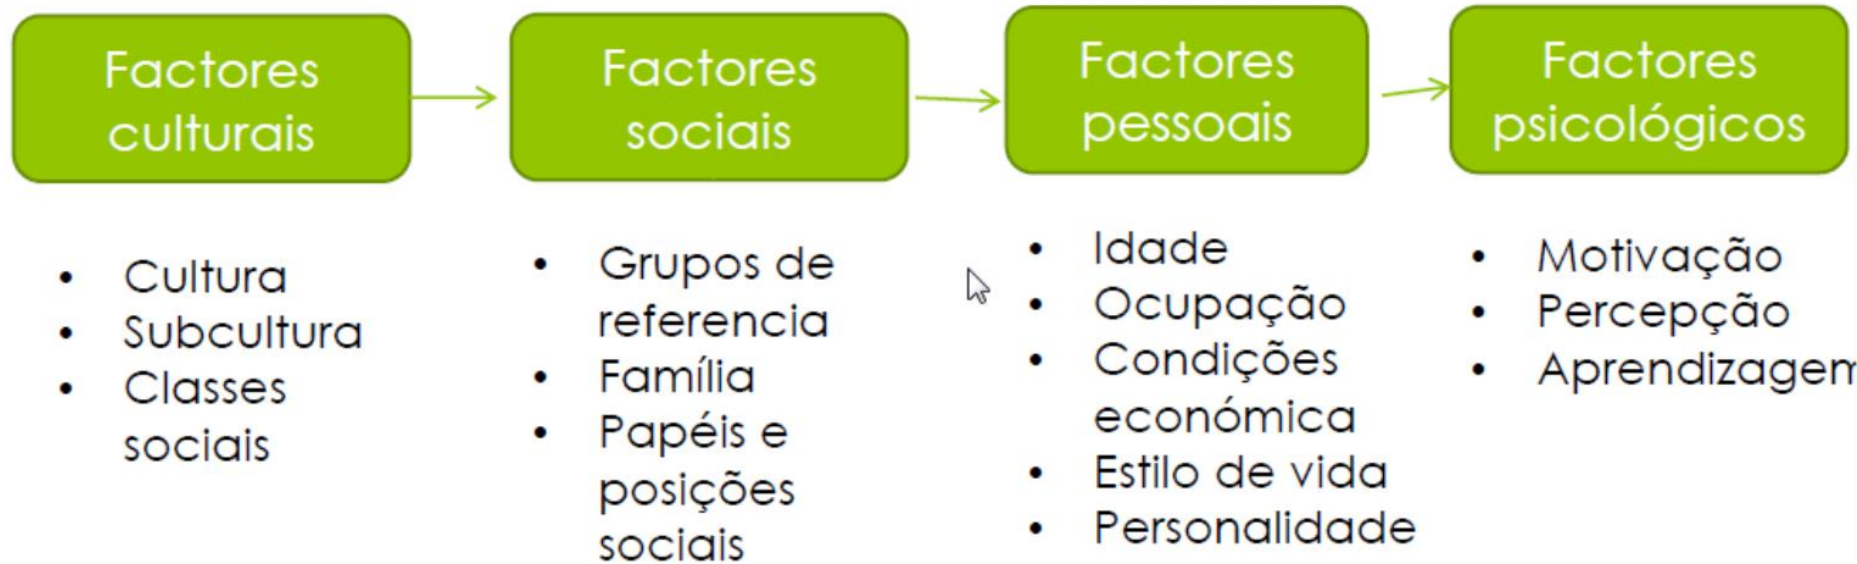 Factores
culturais
Factores
sociais
Factores
pessoais
Factores
psicológicos
• Cultura
• Subcultura
• Classes
sociais
• Grupos de
referencia
• Família
• Papéis e
posições
sociais
• Idade
• Ocupação
• Condições
económica
• Estilo de vida
• Personalidade
• Motivação
• Percepção
• Aprendizagem